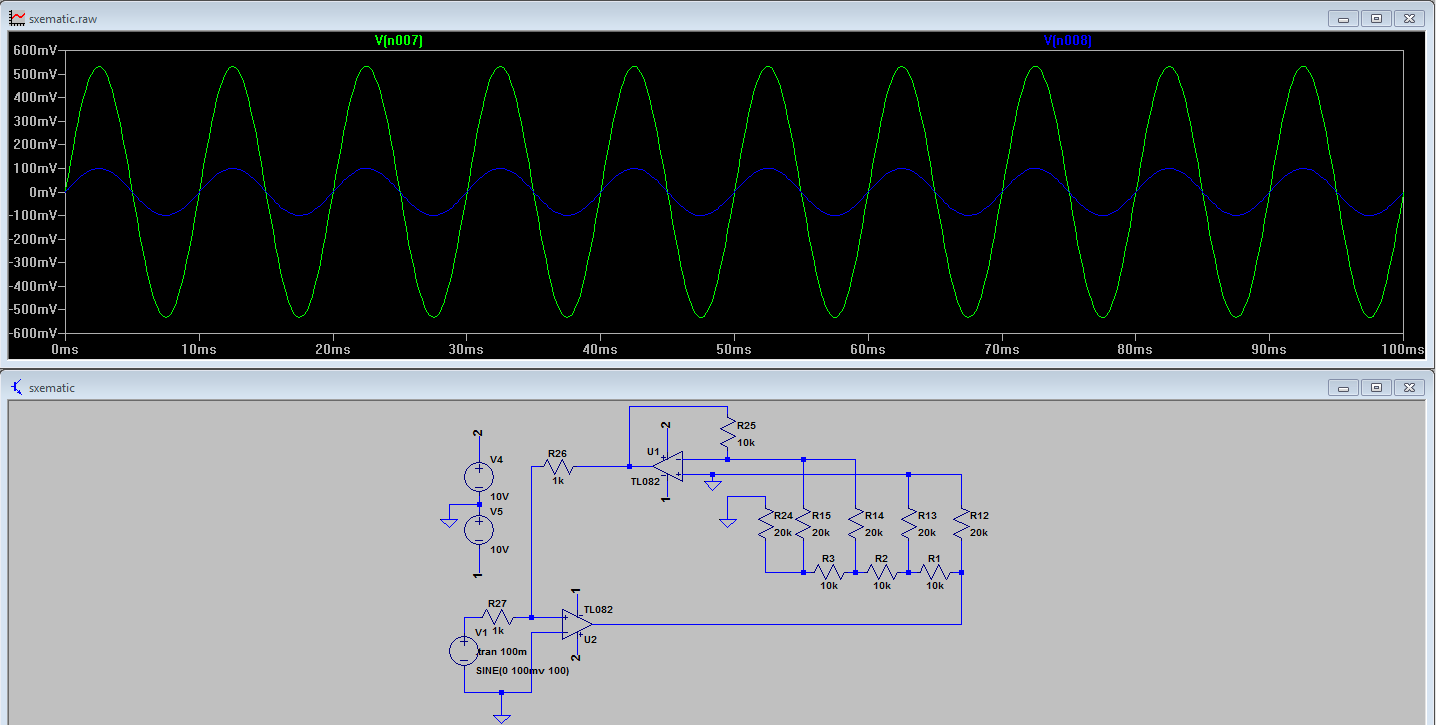 sxematic.raw
V(n007) V(n008)
600mV
500mV
400mV
300mV
200mV
100mV
0mV
-100mV
-200mV
-300mV
-400mV
-500mV
-600mV
0ms 10ms 20ms 30ms 40ms 50ms 60ms 70ms 80ms 90ms 100ms
sxematic
2
V4
10V
V5
10V
1
R26
1k
2
U1
TL082
1
R25
10k
R24
20k
R15
20k
R14
20k
R13
20k
R12
20k
R3
10k
R2
10k
R1
10k
R27
1k
1
TL082
U2
2
V1
.tran 100m
SINE(0 100mv 100)